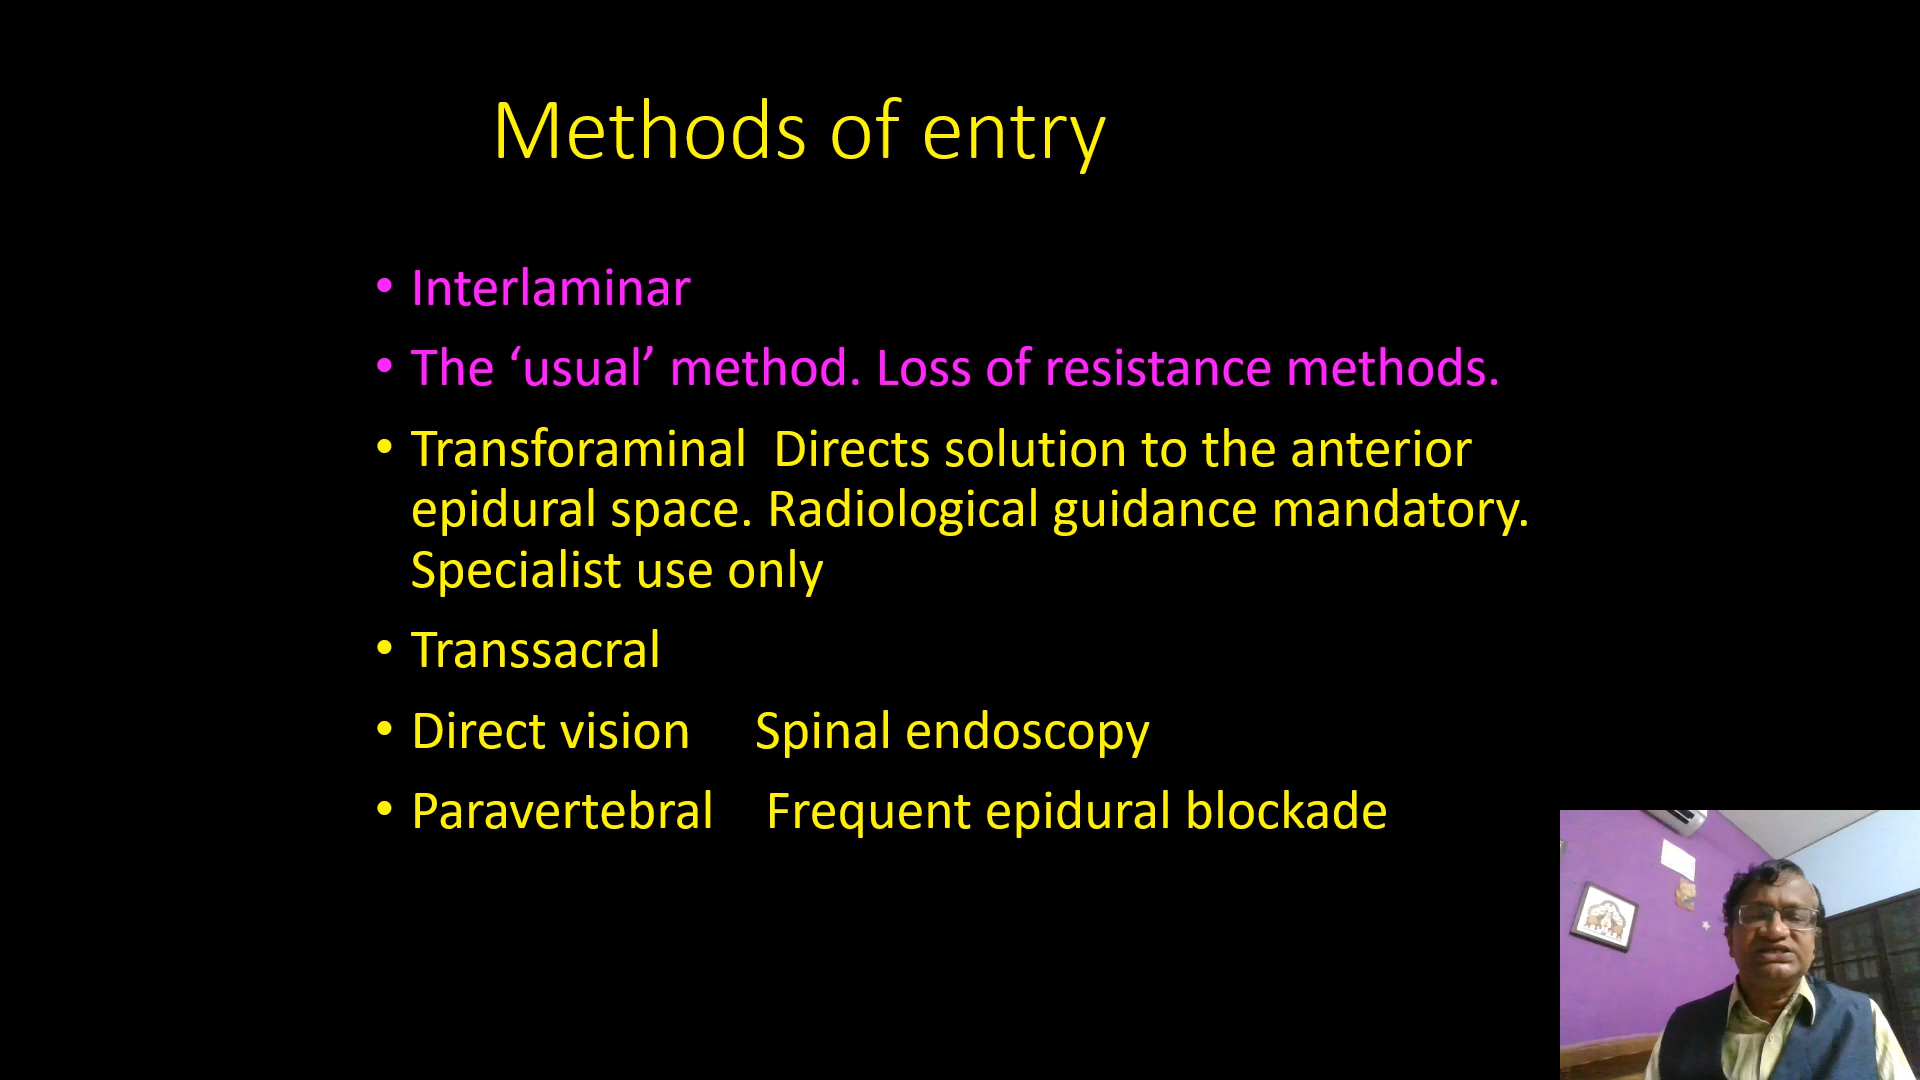 Methods of entry
• Interlaminar
• The ‘usual’ method. Loss of resistance methods.
• Transforaminal  Directs solution to the anterior
epidural space. Radiological guidance mandatory.
Specialist use only
• Transsacral
• Direct vision     Spinal endoscopy
• Paravertebral    Frequent epidural blockade